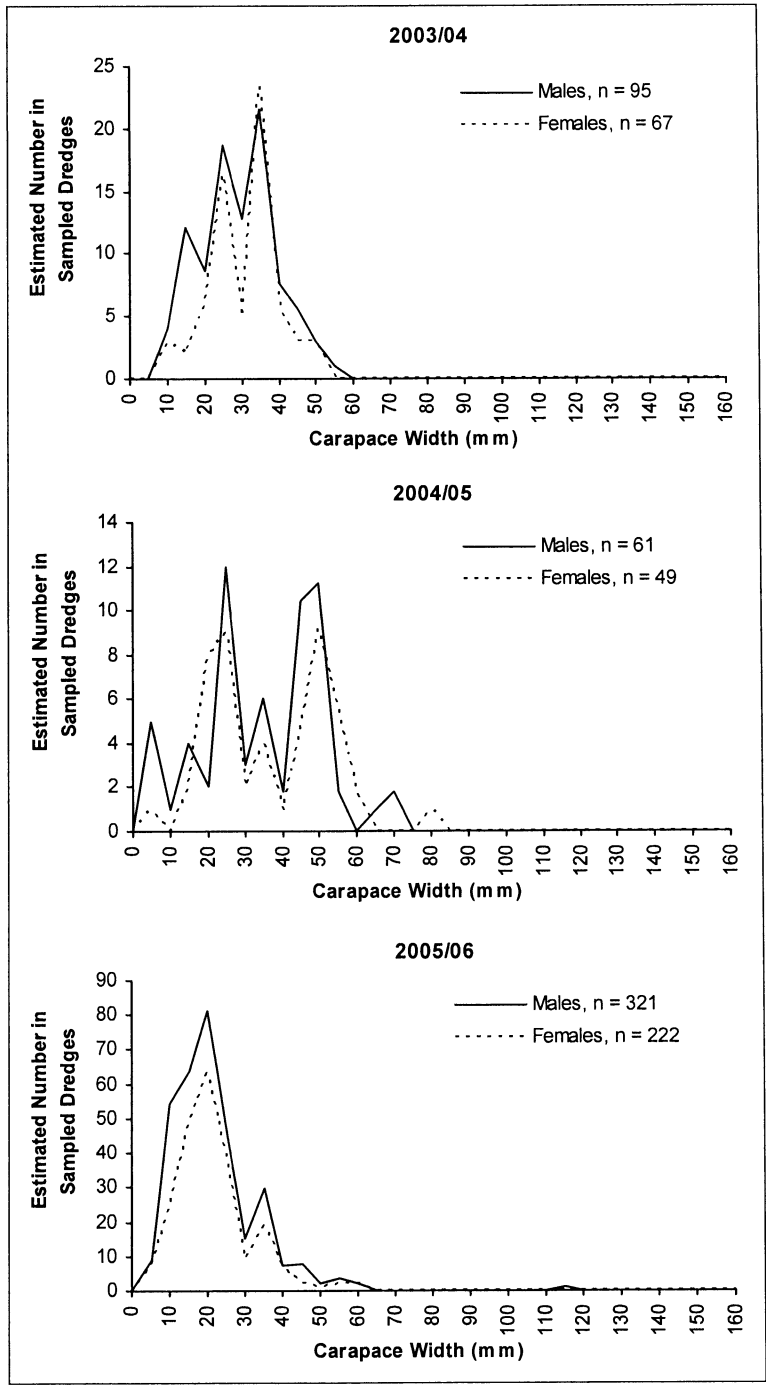 2003/04
Males, n = 95
Females, n = 67
Estimated Number in
Sampled Dredges
25
20
15
10
5
0
0 10 20 30 40 50 60 70 80 90 100 110 120 130 140 150 160
Carapace Width (mm)
2004/05
Males, n = 61
Females, n = 49
Estimated Number in
Sampled Dredges
14
12
10
8
6
4
2
0
0 10 20 30 40 50 60 70 80 90 100 110 120 130 140 150 160
Carapace Width (mm)
2005/06
Males, n = 321
Females, n = 222
Estimated Number in
Sampled Dredges
90
80
70
60
50
40
30
20
10
0
0 10 20 30 40 50 60 70 80 90 100 110 120 130 140 150 160
Carapace Width (mm)